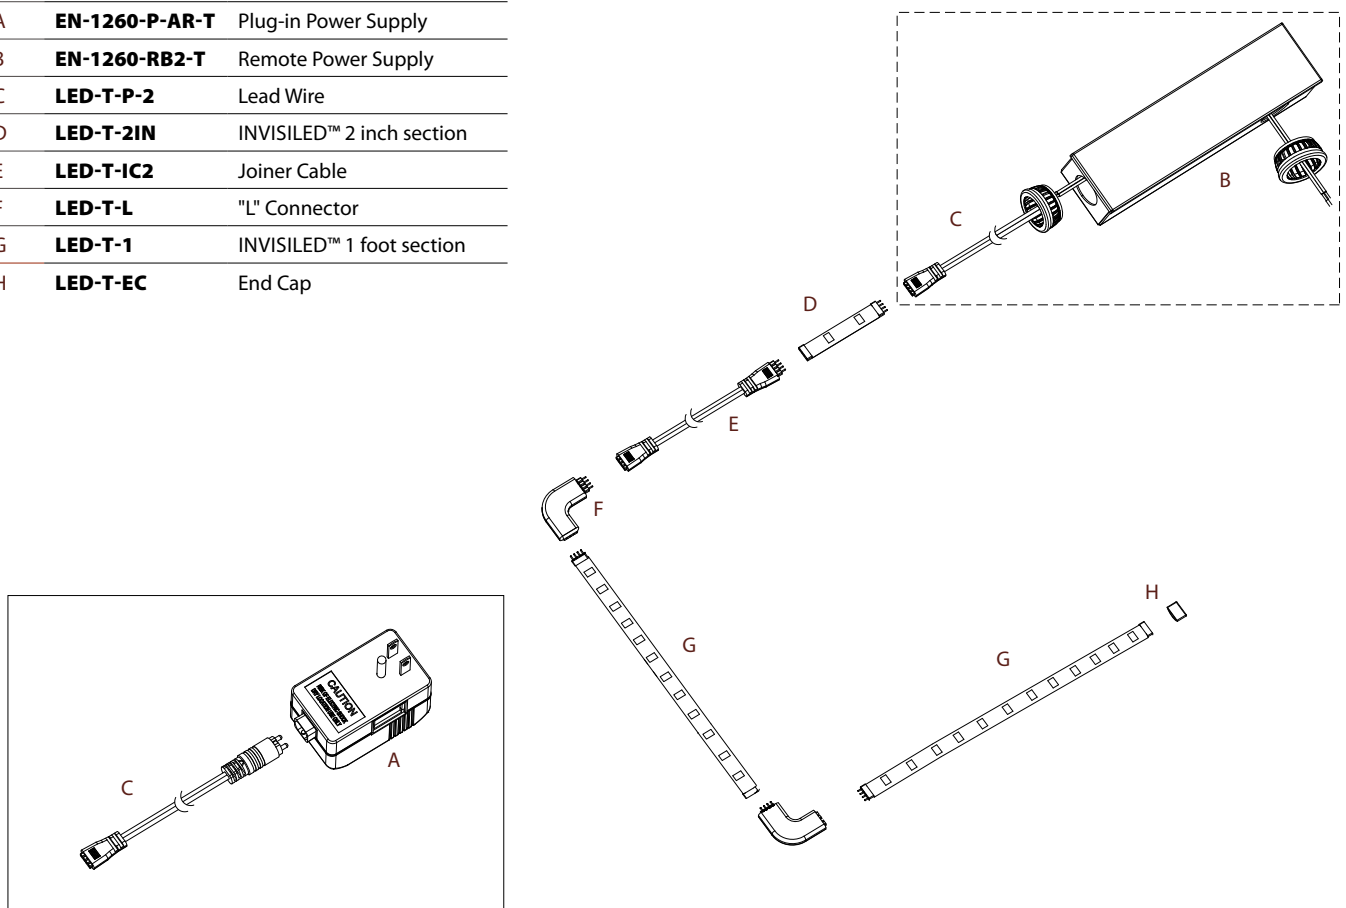 A EN-1260-P-AR-T Plug-in Power Supply
B EN-1260-RB2-T Remote Power Supply
C LED-T-P-2 Lead Wire
D LED-T-2IN INVISILED™ 2 inch section
E LED-T-IC2 Joiner Cable
F LED-T-L "L" Connector
G LED-T-1 INVISILED™ 1 foot section
H LED-T-EC End Cap
B
C
D
E
F
H
G
G
CAUTION
A
C